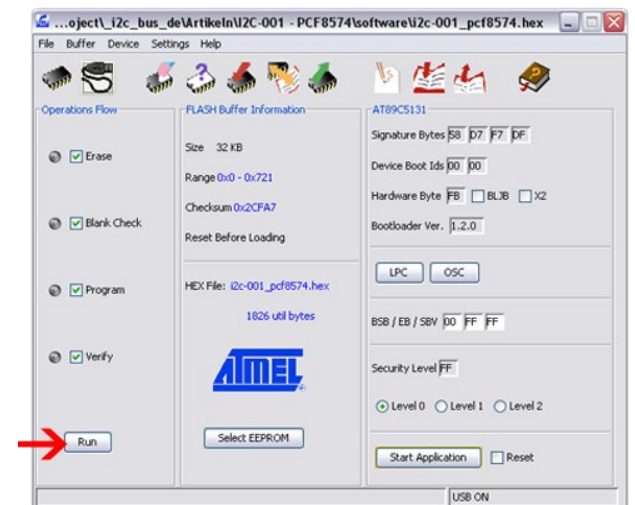 ...oject\_i2c_bus_de\Artikeln\I2C-001 - PCF8574\software\i2c-001_pcf8574.hex
File Buffer Device Settings Help
Operations Flow
Erase
Blank Check
Program
Verify
Run
FLASH Buffer Information
Size 32 KB
Range 0x0 - 0x721
Checksum 0x2CFA7
Reset Before Loading
HEX File: i2c-001_pcf8574.hex
1826 util bytes
ATMEL
Select EEPROM
AT89C5131
Signature Bytes 58 D7 F7 DF
Device Boot Ids 00 00
Hardware Byte FB BLJB X2
Bootloader Ver. 1.2.0
LPC OSC
BSB / EB / SBV 00 FF FF
Security Level FF
Level 0 Level 1 Level 2
Start Application Reset
USB ON